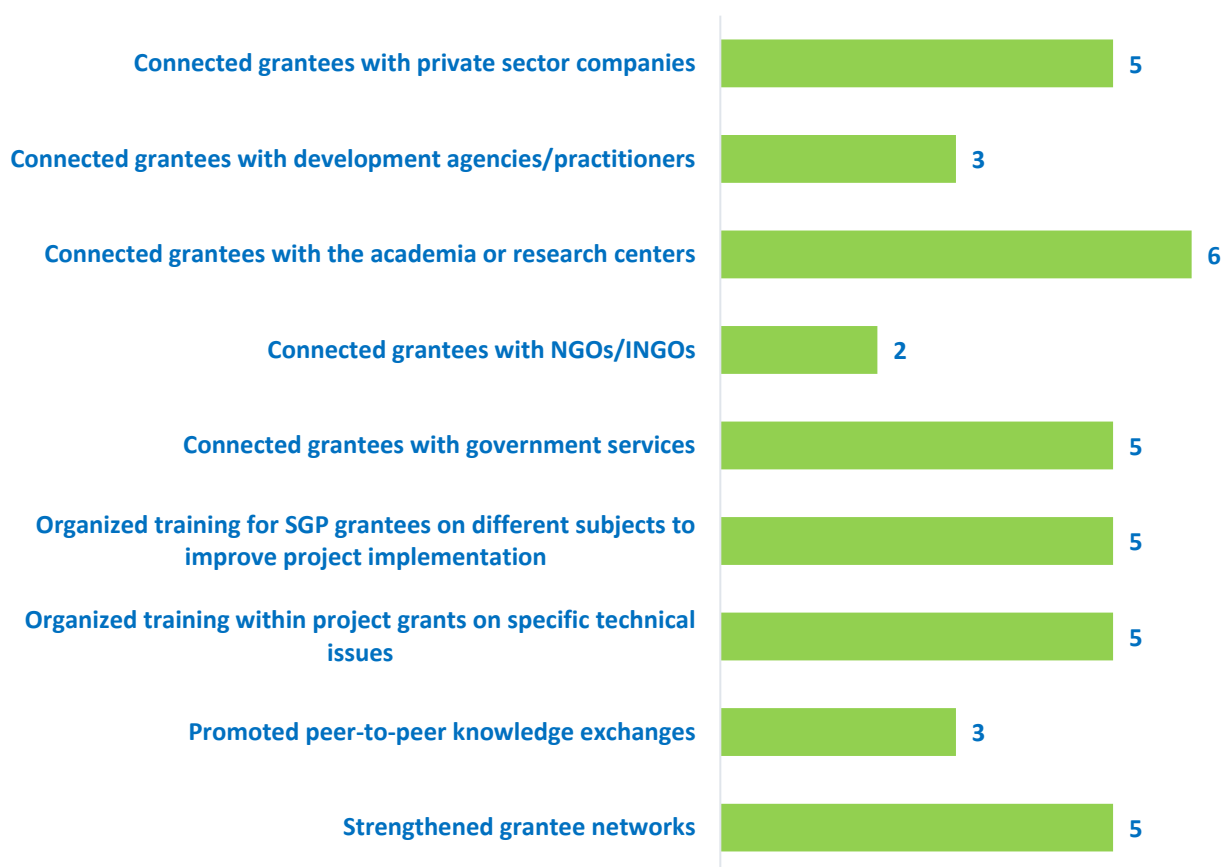 Connected grantees with private sector companies 5
Connected grantees with development agencies/practitioners 3
Connected grantees with the academia or research centers 6
Connected grantees with NGOs/INGOs 2
Connected grantees with government services 5
Organized training for SGP grantees on different subjects to
improve project implementation 5
Organized training within project grants on specific technical
issues 5
Promoted peer-to-peer knowledge exchanges 3
Strengthened grantee networks 5